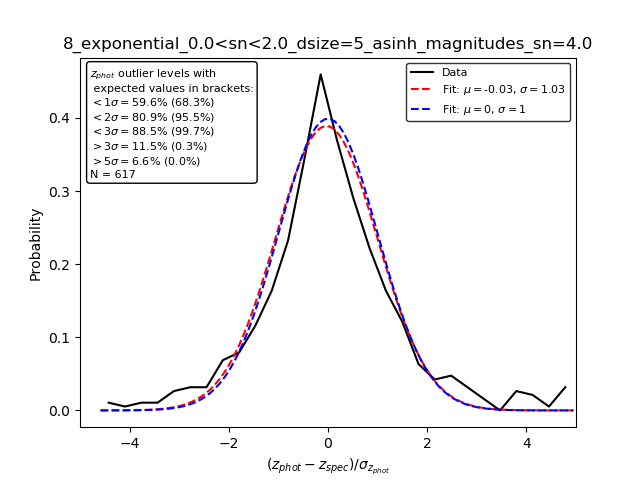 8_exponential_0.0<sn<2.0_dsize=5_asinh_magnitudes_sn=4.0
z_phot outlier levels with
expected values in brackets:
<1σ = 59.6% (68.3%)
<2σ = 80.9% (95.5%)
<3σ = 88.5% (99.7%)
>3σ = 11.5% (0.3%)
>5σ = 6.6% (0.0%)
N = 617
Data
Fit: μ = -0.03, σ = 1.03
Fit: μ = 0, σ = 1
Probability
0.4
0.3
0.2
0.1
0.0
−4 −2 0 2 4
(z_phot − z_spec)/σ_z_phot